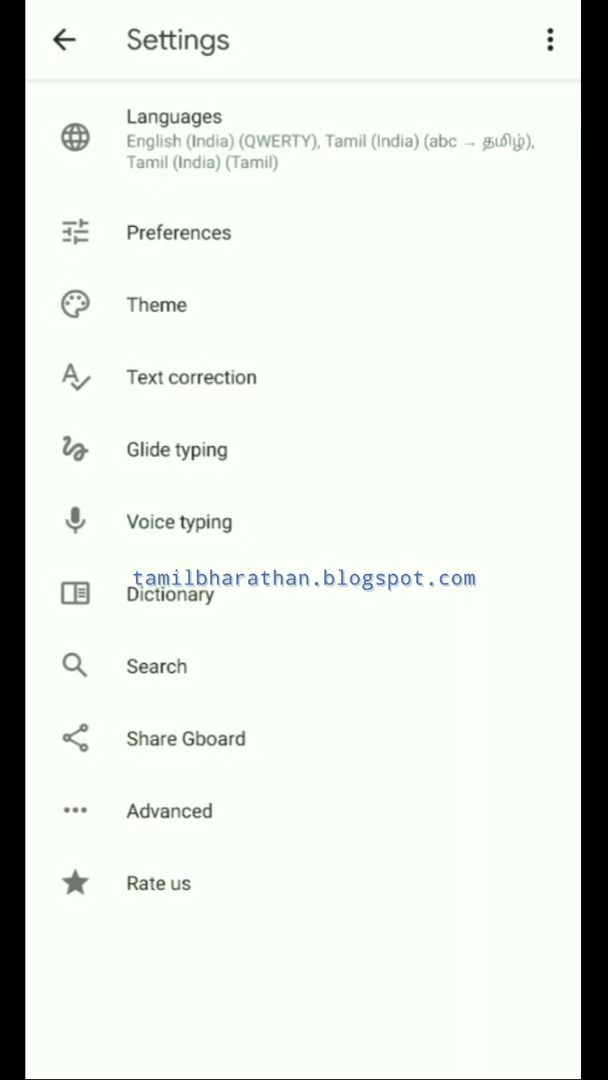 Settings
Languages
English (India) (QWERTY), Tamil (India) (abc → தமிழ்),
Tamil (India) (Tamil)
Preferences
Theme
Text correction
Glide typing
Voice typing
tamilbharathan.blogspot.com
Dictionary
Search
Share Gboard
Advanced
Rate us